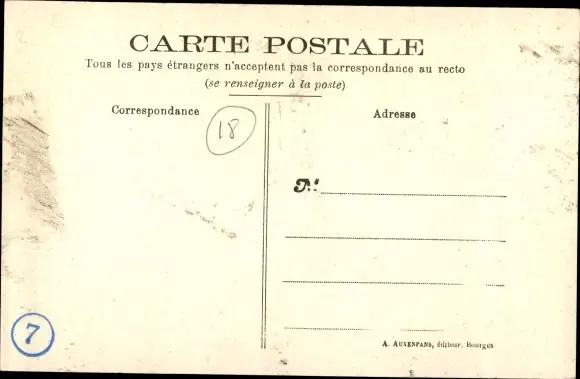 CARTE POSTALE
Tous les pays étrangers n'acceptent pas la correspondance au recto
(se renseigner à la poste)
Correspondance
18
Adresse
M
7
A. AUXENFANS, éditeur, Bourges